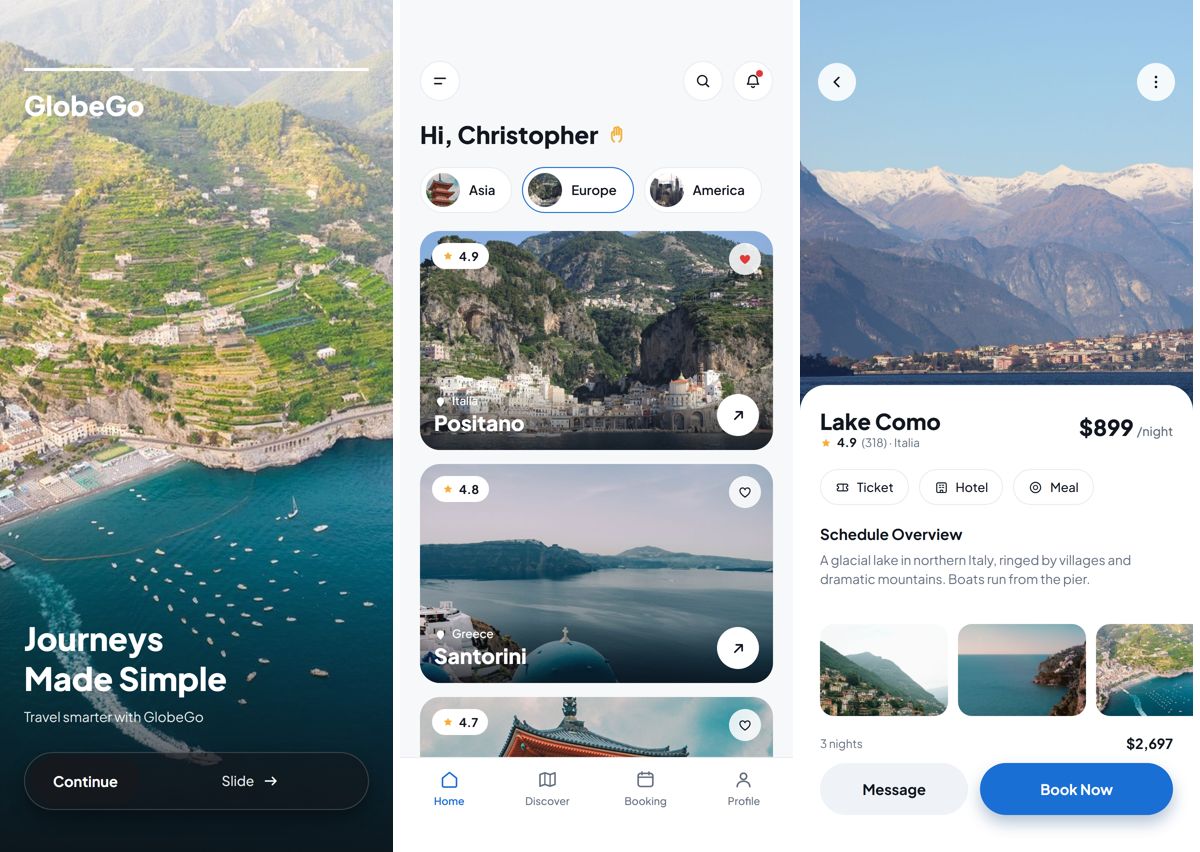 GlobeGo
Journeys
Made Simple
Travel smarter with GlobeGo
Continue
Slide
Hi, Christopher
Asia
Europe
America
4.9
Italia
Positano
4.8
Greece
Santorini
4.7
Home
Discover
Booking
Profile
Lake Como
4.9 (318) · Italia
$899 /night
Ticket
Hotel
Meal
Schedule Overview
A glacial lake in northern Italy, ringed by villages and
dramatic mountains. Boats run from the pier.
3 nights
$2,697
Message
Book Now